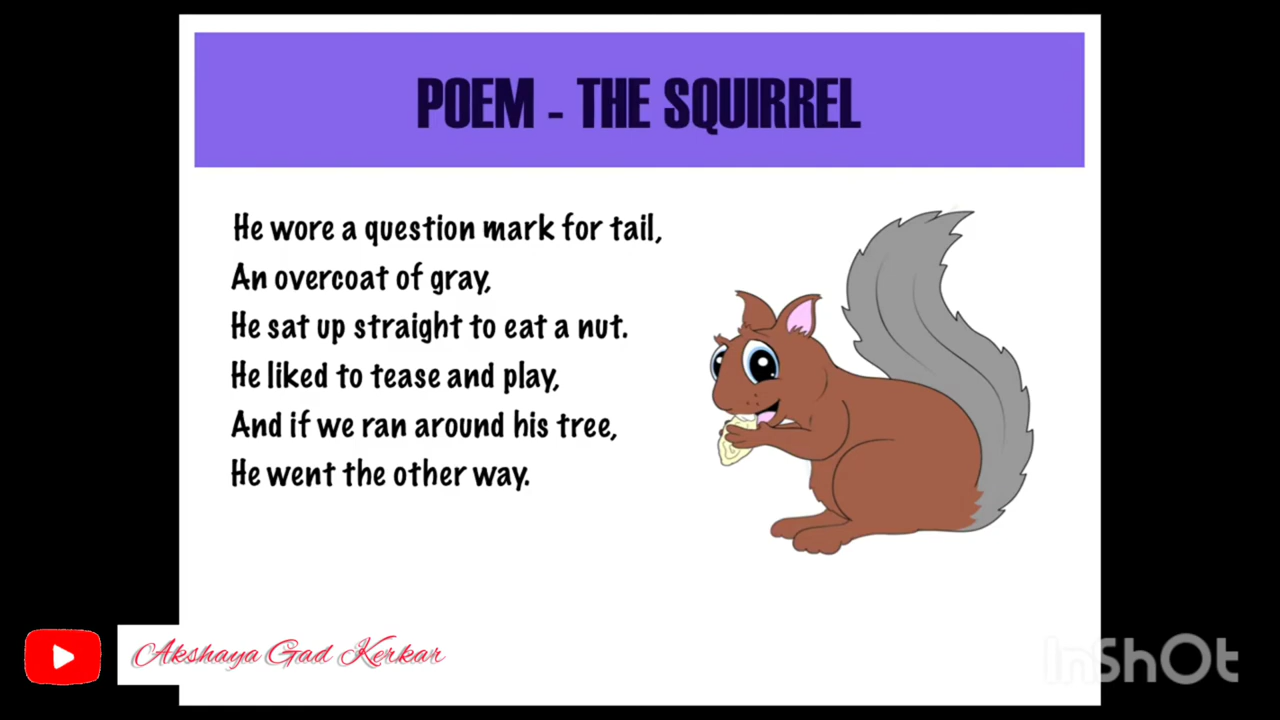 POEM - THE SQUIRREL
He wore a question mark for tail,
An overcoat of gray,
He sat up straight to eat a nut.
He liked to tease and play,
And if we ran around his tree,
He went the other way.
Akshaya Gad Kerkar
InShOt